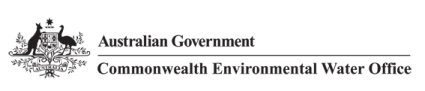 Australian Government
Commonwealth Environmental Water Office